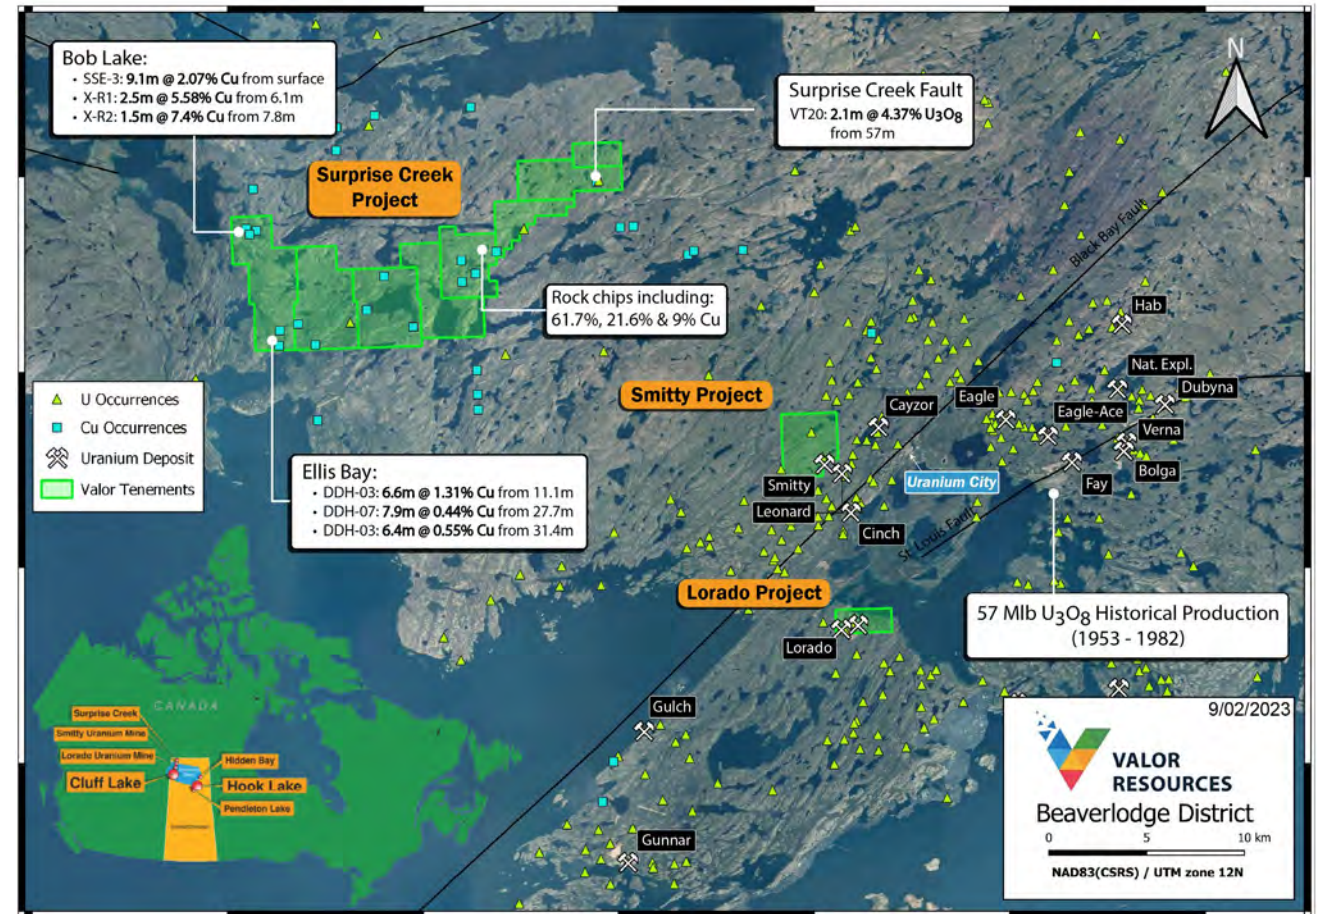 Bob Lake:
• SSE-3: 9.1m @ 2.07% Cu from surface
• X-R1: 2.5m @ 5.58% Cu from 6.1m
• X-R2: 1.5m @ 7.4% Cu from 7.8m
Surprise Creek Fault
VT20: 2.1m @ 4.37% U3O8
from 57m
N
Surprise Creek
Project
Black Bay Fault
Rock chips including:
61.7%, 21.6% & 9% Cu
Hab
Nat. Expl.
Dubyna
Smitty Project
Cayzor
Eagle
Eagle-Ace
Verna
Bolga
Fay
Uranium City
Smitty
Leonard
Cinch
St. Louis Fault
U Occurrences
Cu Occurrences
Uranium Deposit
Valor Tenements
Ellis Bay:
• DDH-03: 6.6m @ 1.31% Cu from 11.1m
• DDH-07: 7.9m @ 0.44% Cu from 27.7m
• DDH-03: 6.4m @ 0.55% Cu from 31.4m
Lorado Project
Lorado
57 Mlb U3O8 Historical Production
(1953 - 1982)
Gulch
Gunnar
CANADA
Surprise Creek
Smitty Uranium Mine
Lorado Uranium Mine
Cluff Lake
Hidden Bay
Hook Lake
Pendleton Lake
9/02/2023
VALOR
RESOURCES
Beaverlodge District
0 5 10 km
NAD83(CSRS) / UTM zone 12N